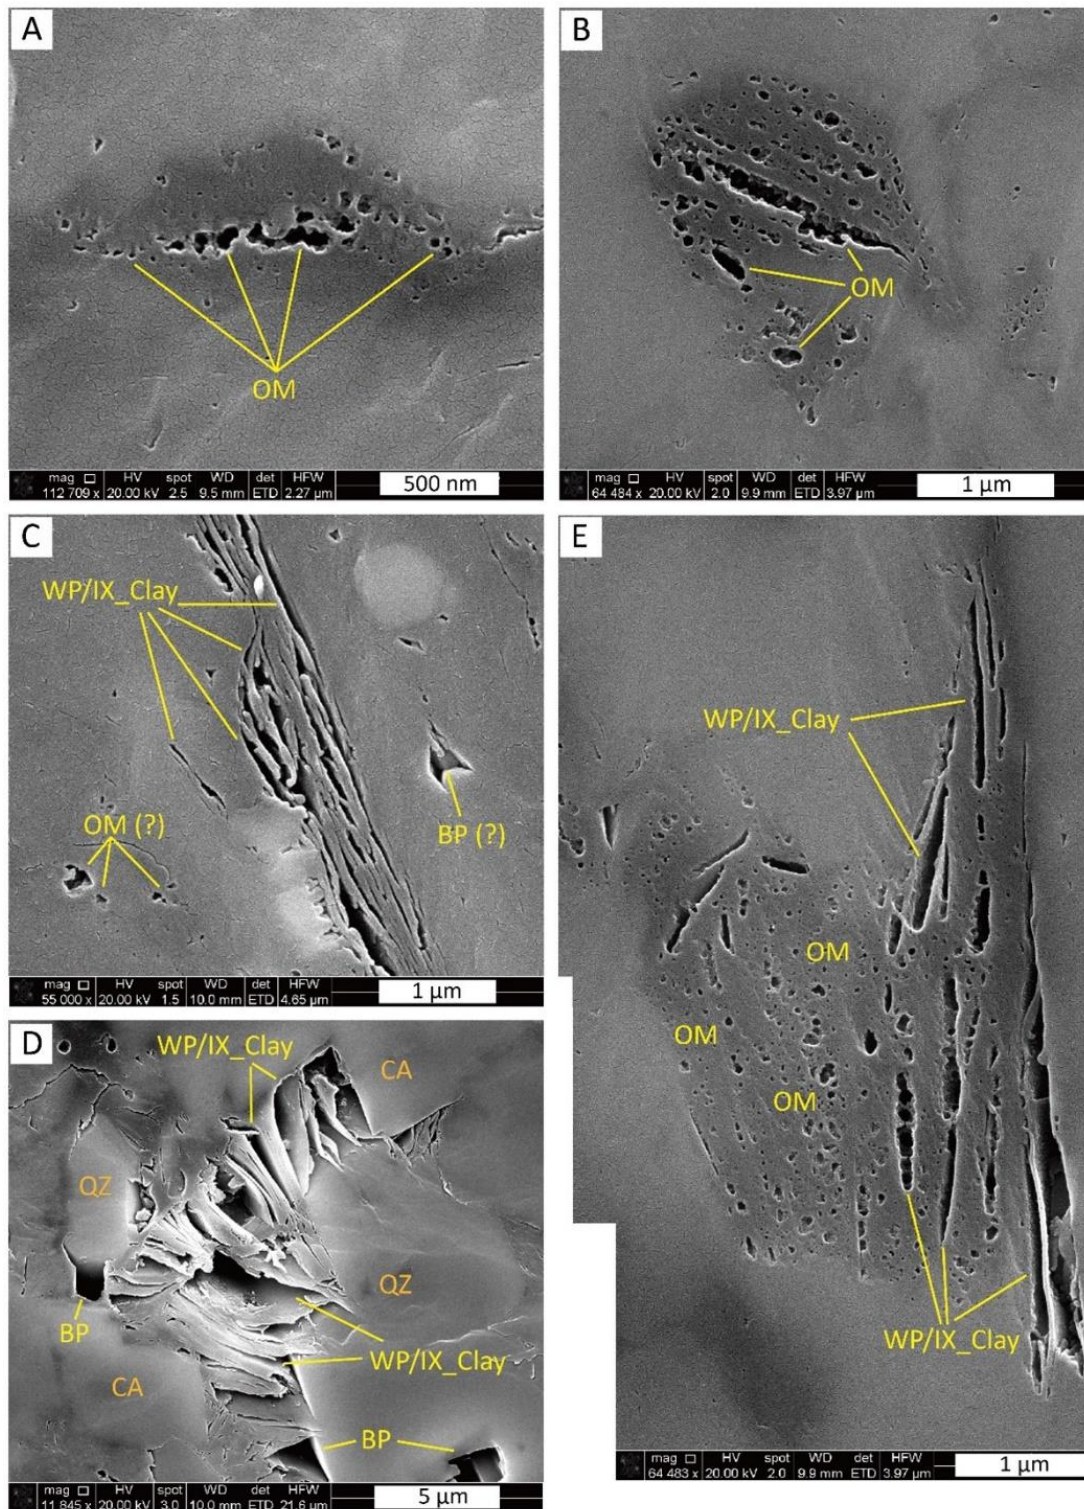 A
OM
mag HV spot WD det HFW
112 709 x 20.00 kV 2.5 9.5 mm ETD 2.27 µm
500 nm
B
OM
mag HV spot WD det HFW
64 484 x 20.00 kV 2.0 9.9 mm ETD 3.97 µm
1 µm
C
WP/IX_Clay
OM (?)
BP (?)
mag HV spot WD det HFW
55 000 x 20.00 kV 1.5 10.0 mm ETD 4.65 µm
1 µm
D
WP/IX_Clay
CA
QZ
QZ
BP
WP/IX_Clay
CA
BP
mag HV spot WD det HFW
11 845 x 20.00 kV 3.0 10.0 mm ETD 21.6 µm
5 µm
E
WP/IX_Clay
OM
OM
OM
WP/IX_Clay
mag HV spot WD det HFW
64 483 x 20.00 kV 2.0 9.9 mm ETD 3.97 µm
1 µm